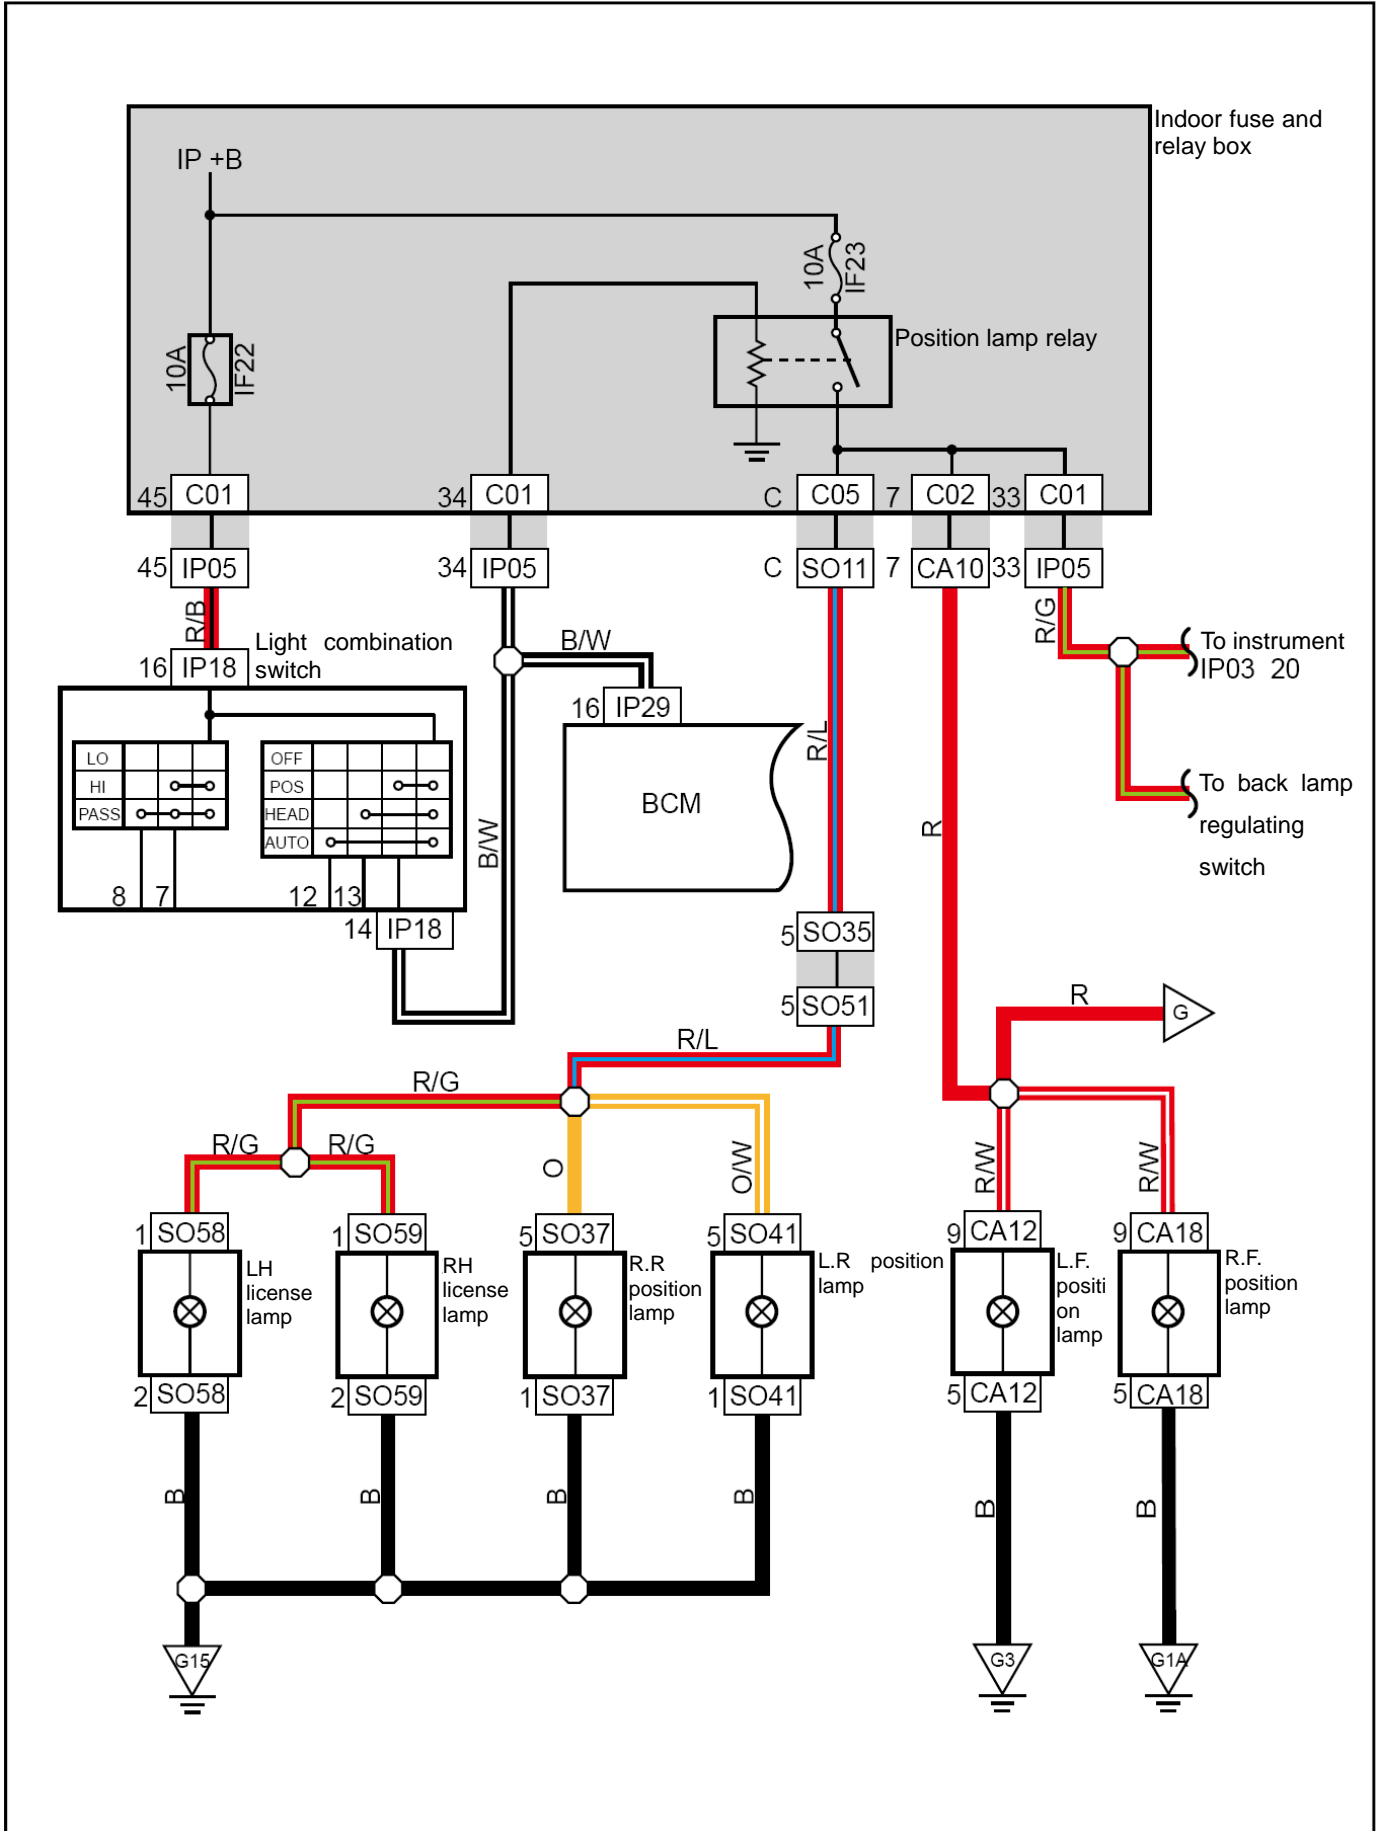 Indoor fuse and
relay box
IP +B
10A
IF23
10A
IF22
Position lamp relay
45 C01
34 C01
C C05
7 C02
33 C01
45 IP05
34 IP05
C SO11
7 CA10
33 IP05
R/B
R/G
Light combination
switch
16 IP18
B/W
16 IP29
To instrument
IP03 20
LO
HI
PASS
OFF
POS
HEAD
AUTO
8 7
12 13
14 IP18
B/W
BCM
R/L
R
To back lamp
regulating
switch
5 SO35
5 SO51
R
G
R/L
R/G
R/G
R/G
O
O/W
R/W
R/W
1 SO58
1 SO59
5 SO37
5 SO41
9 CA12
9 CA18
LH
license
lamp
RH
license
lamp
R.R
position
lamp
L.R position
lamp
L.F.
positi
on
lamp
R.F.
position
lamp
2 SO58
2 SO59
1 SO37
1 SO41
5 CA12
5 CA18
B
B
B
B
B
B
G15
G3
G1A